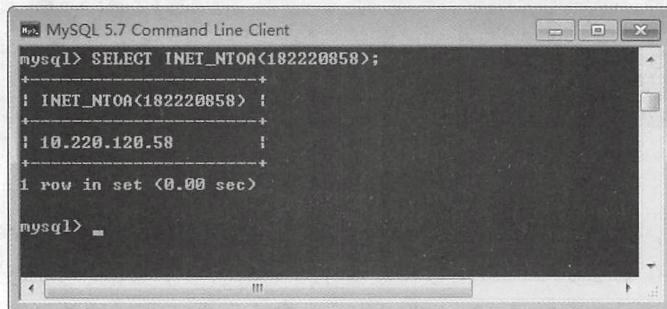 MySQL 5.7 Command Line Client
mysql> SELECT INET_NTOA(182220858);
+----------------------+
| INET_NTOA(182220858) |
+----------------------+
| 10.220.120.58        |
+----------------------+
1 row in set (0.00 sec)
mysql>